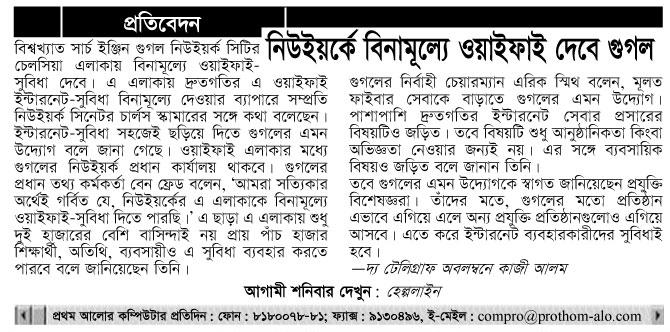 প্রতিবেদন
নিউইয়র্কে বিনামূল্যে ওয়াইফাই দেবে গুগল
বিশ্বখ্যাত সার্চ ইঞ্জিন গুগল নিউইয়র্ক সিটির
চেলসিয়া এলাকায় বিনামূল্যে ওয়াইফাই-
সুবিধা দেবে। এ এলাকায় দ্রুতগতির এ ওয়াইফাই
ইন্টারনেট-সুবিধা বিনামূল্যে দেওয়ার ব্যাপারে সম্প্রতি
নিউইয়র্ক সিনেটর চার্লস স্কামারের সঙ্গে কথা বলেছেন।
ইন্টারনেট-সুবিধা সহজেই ছড়িয়ে দিতে গুগলের এমন
উদ্যোগ বলে জানা গেছে। ওয়াইফাই এলাকার মধ্যে
গুগলের নিউইয়র্ক প্রধান কার্যালয় থাকবে। গুগলের
প্রধান তথ্য কর্মকর্তা বেন ফ্রেড বলেন, ‘আমরা সত্যিকার
অর্থেই গর্বিত যে, নিউইয়র্কের এ এলাকাকে বিনামূল্যে
ওয়াইফাই-সুবিধা দিতে পারছি।’ এ ছাড়া এ এলাকায় শুধু
দুই হাজারের বেশি বাসিন্দাই নয় প্রায় পাঁচ হাজার
শিক্ষার্থী, অতিথি, ব্যবসায়ীও এ সুবিধা ব্যবহার করতে
পারবে বলে জানিয়েছেন তিনি।
গুগলের নির্বাহী চেয়ারম্যান এরিক স্মিথ বলেন, মূলত
ফাইবার সেবাকে বাড়াতে গুগলের এমন উদ্যোগ।
পাশাপাশি দ্রুতগতির ইন্টারনেট সেবার প্রসারের
বিষয়টিও জড়িত। তবে বিষয়টি শুধু আনুষ্ঠানিকতা কিংবা
অভিজ্ঞতা নেওয়ার জন্যই নয়। এর সঙ্গে ব্যবসায়িক
বিষয়ও জড়িত বলে জানান তিনি।
তবে গুগলের এমন উদ্যোগকে স্বাগত জানিয়েছেন প্রযুক্তি
বিশেষজ্ঞরা। তাঁদের মতে, গুগলের মতো প্রতিষ্ঠান
এভাবে এগিয়ে এলে অন্য প্রযুক্তি প্রতিষ্ঠানগুলোও এগিয়ে
আসবে। এতে করে ইন্টারনেট ব্যবহারকারীদের সুবিধাই
হবে।
—দ্য টেলিগ্রাফ অবলম্বনে কাজী আলম
আগামী শনিবার দেখুন : হেল্পলাইন
প্রথম আলোর কম্পিউটার প্রতিদিন : ফোন : ৮১৮০০৭৮-৮১; ফ্যাক্স : ৯১৩০৪৯৬, ই-মেইল : compro@prothom-alo.com